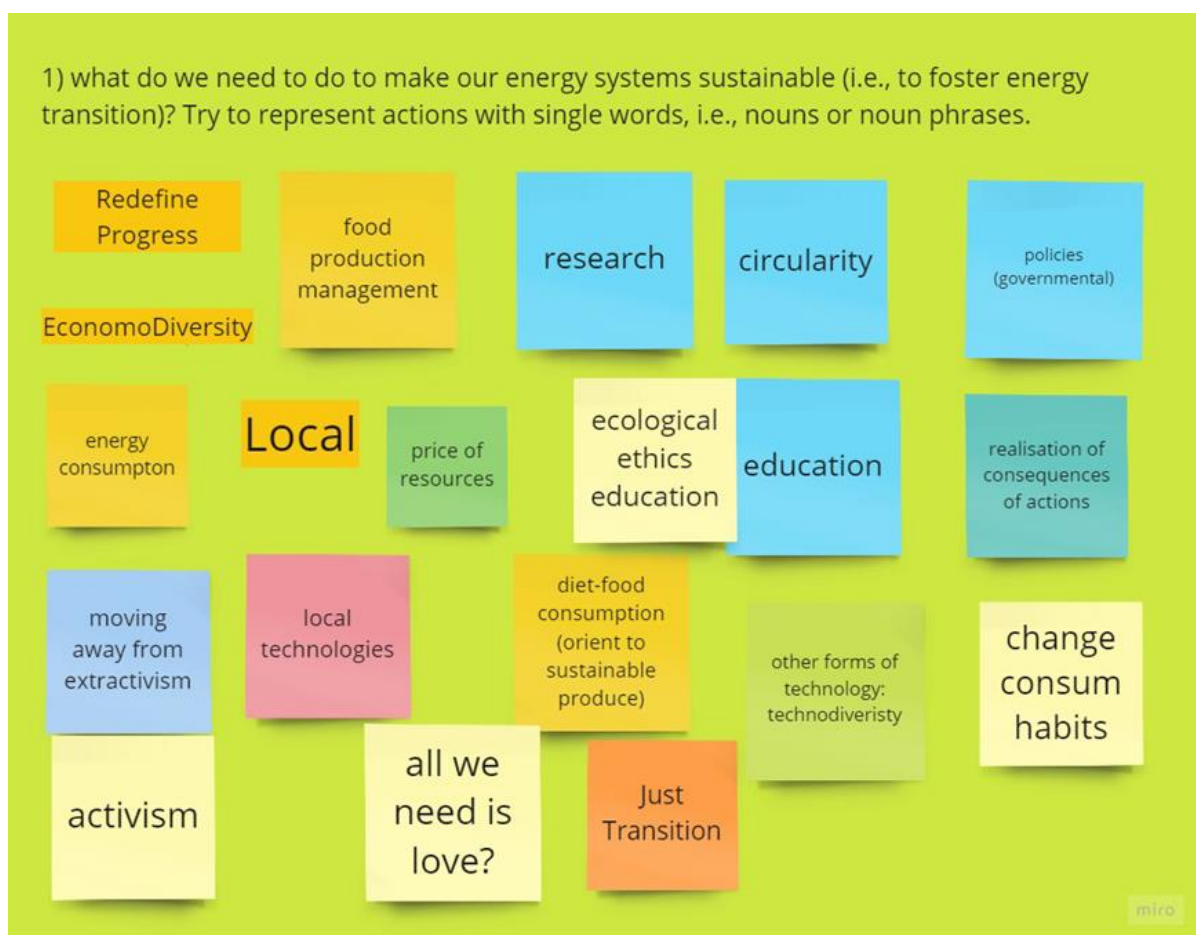 1) what do we need to do to make our energy systems sustainable (i.e., to foster energy
transition)? Try to represent actions with single words, i.e., nouns or noun phrases.
Redefine
Progress
food
production
management
research
circularity
policies
(governmental)
EconomoDiversity
energy
consumpton
Local
price of
resources
ecological
ethics
education
education
realisation of
consequences
of actions
moving
away from
extractivism
local
technologies
diet-food
consumption
(orient to
sustainable
produce)
other forms of
technology:
technodiveristy
change
consum
habits
activism
all we
need is
love?
Just
Transition
miro